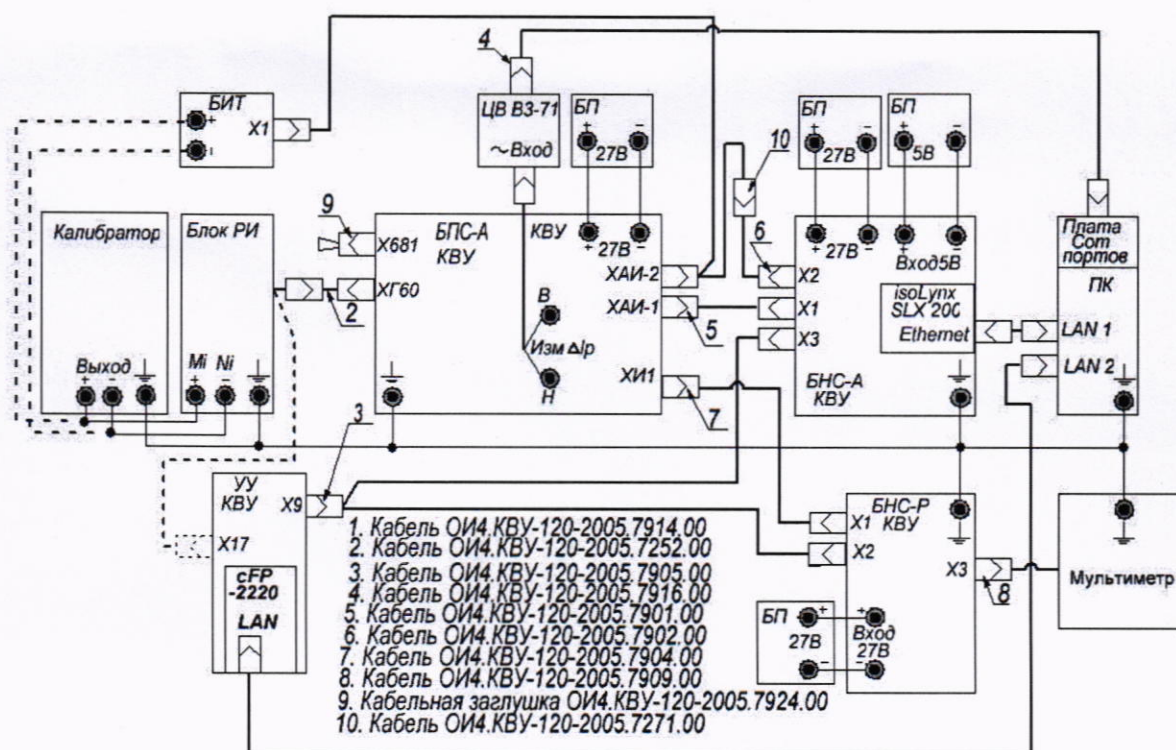 4
БИТ
+
X1
ЦВ В3-71
~Вход
БП
+ -
27В
10
БП
+ -
27В
БП
+ -
5В
Калибратор
Блок РИ
9
X681
БПС-А
КВУ
КВУ
+ 27В -
6
X2
+ 27В -
+ -
Вход5В
Плата
Com
портов
ПК
ХАИ-2
ХГ60
2
В
ХАИ-1
5
X1
isoLynx
SLX 200
Ethernet
LAN 1
Изм ΔIp
X3
LAN 2
Выход
+ -
Mi Ni
+ -
Н
ХИ1
7
БНС-А
КВУ
3
УУ
КВУ
X9
X17
cFP
-2220
LAN
БНС-Р
КВУ
X1
X2
X3
8
Мультиметр
БП
27В
+ +
Вход
27В
- -
1. Кабель ОИ4.КВУ-120-2005.7914.00
2. Кабель ОИ4.КВУ-120-2005.7252.00
3. Кабель ОИ4.КВУ-120-2005.7905.00
4. Кабель ОИ4.КВУ-120-2005.7916.00
5. Кабель ОИ4.КВУ-120-2005.7901.00
6. Кабель ОИ4.КВУ-120-2005.7902.00
7. Кабель ОИ4.КВУ-120-2005.7904.00
8. Кабель ОИ4.КВУ-120-2005.7909.00
9. Кабельная заглушка ОИ4.КВУ-120-2005.7924.00
10. Кабель ОИ4.КВУ-120-2005.7271.00